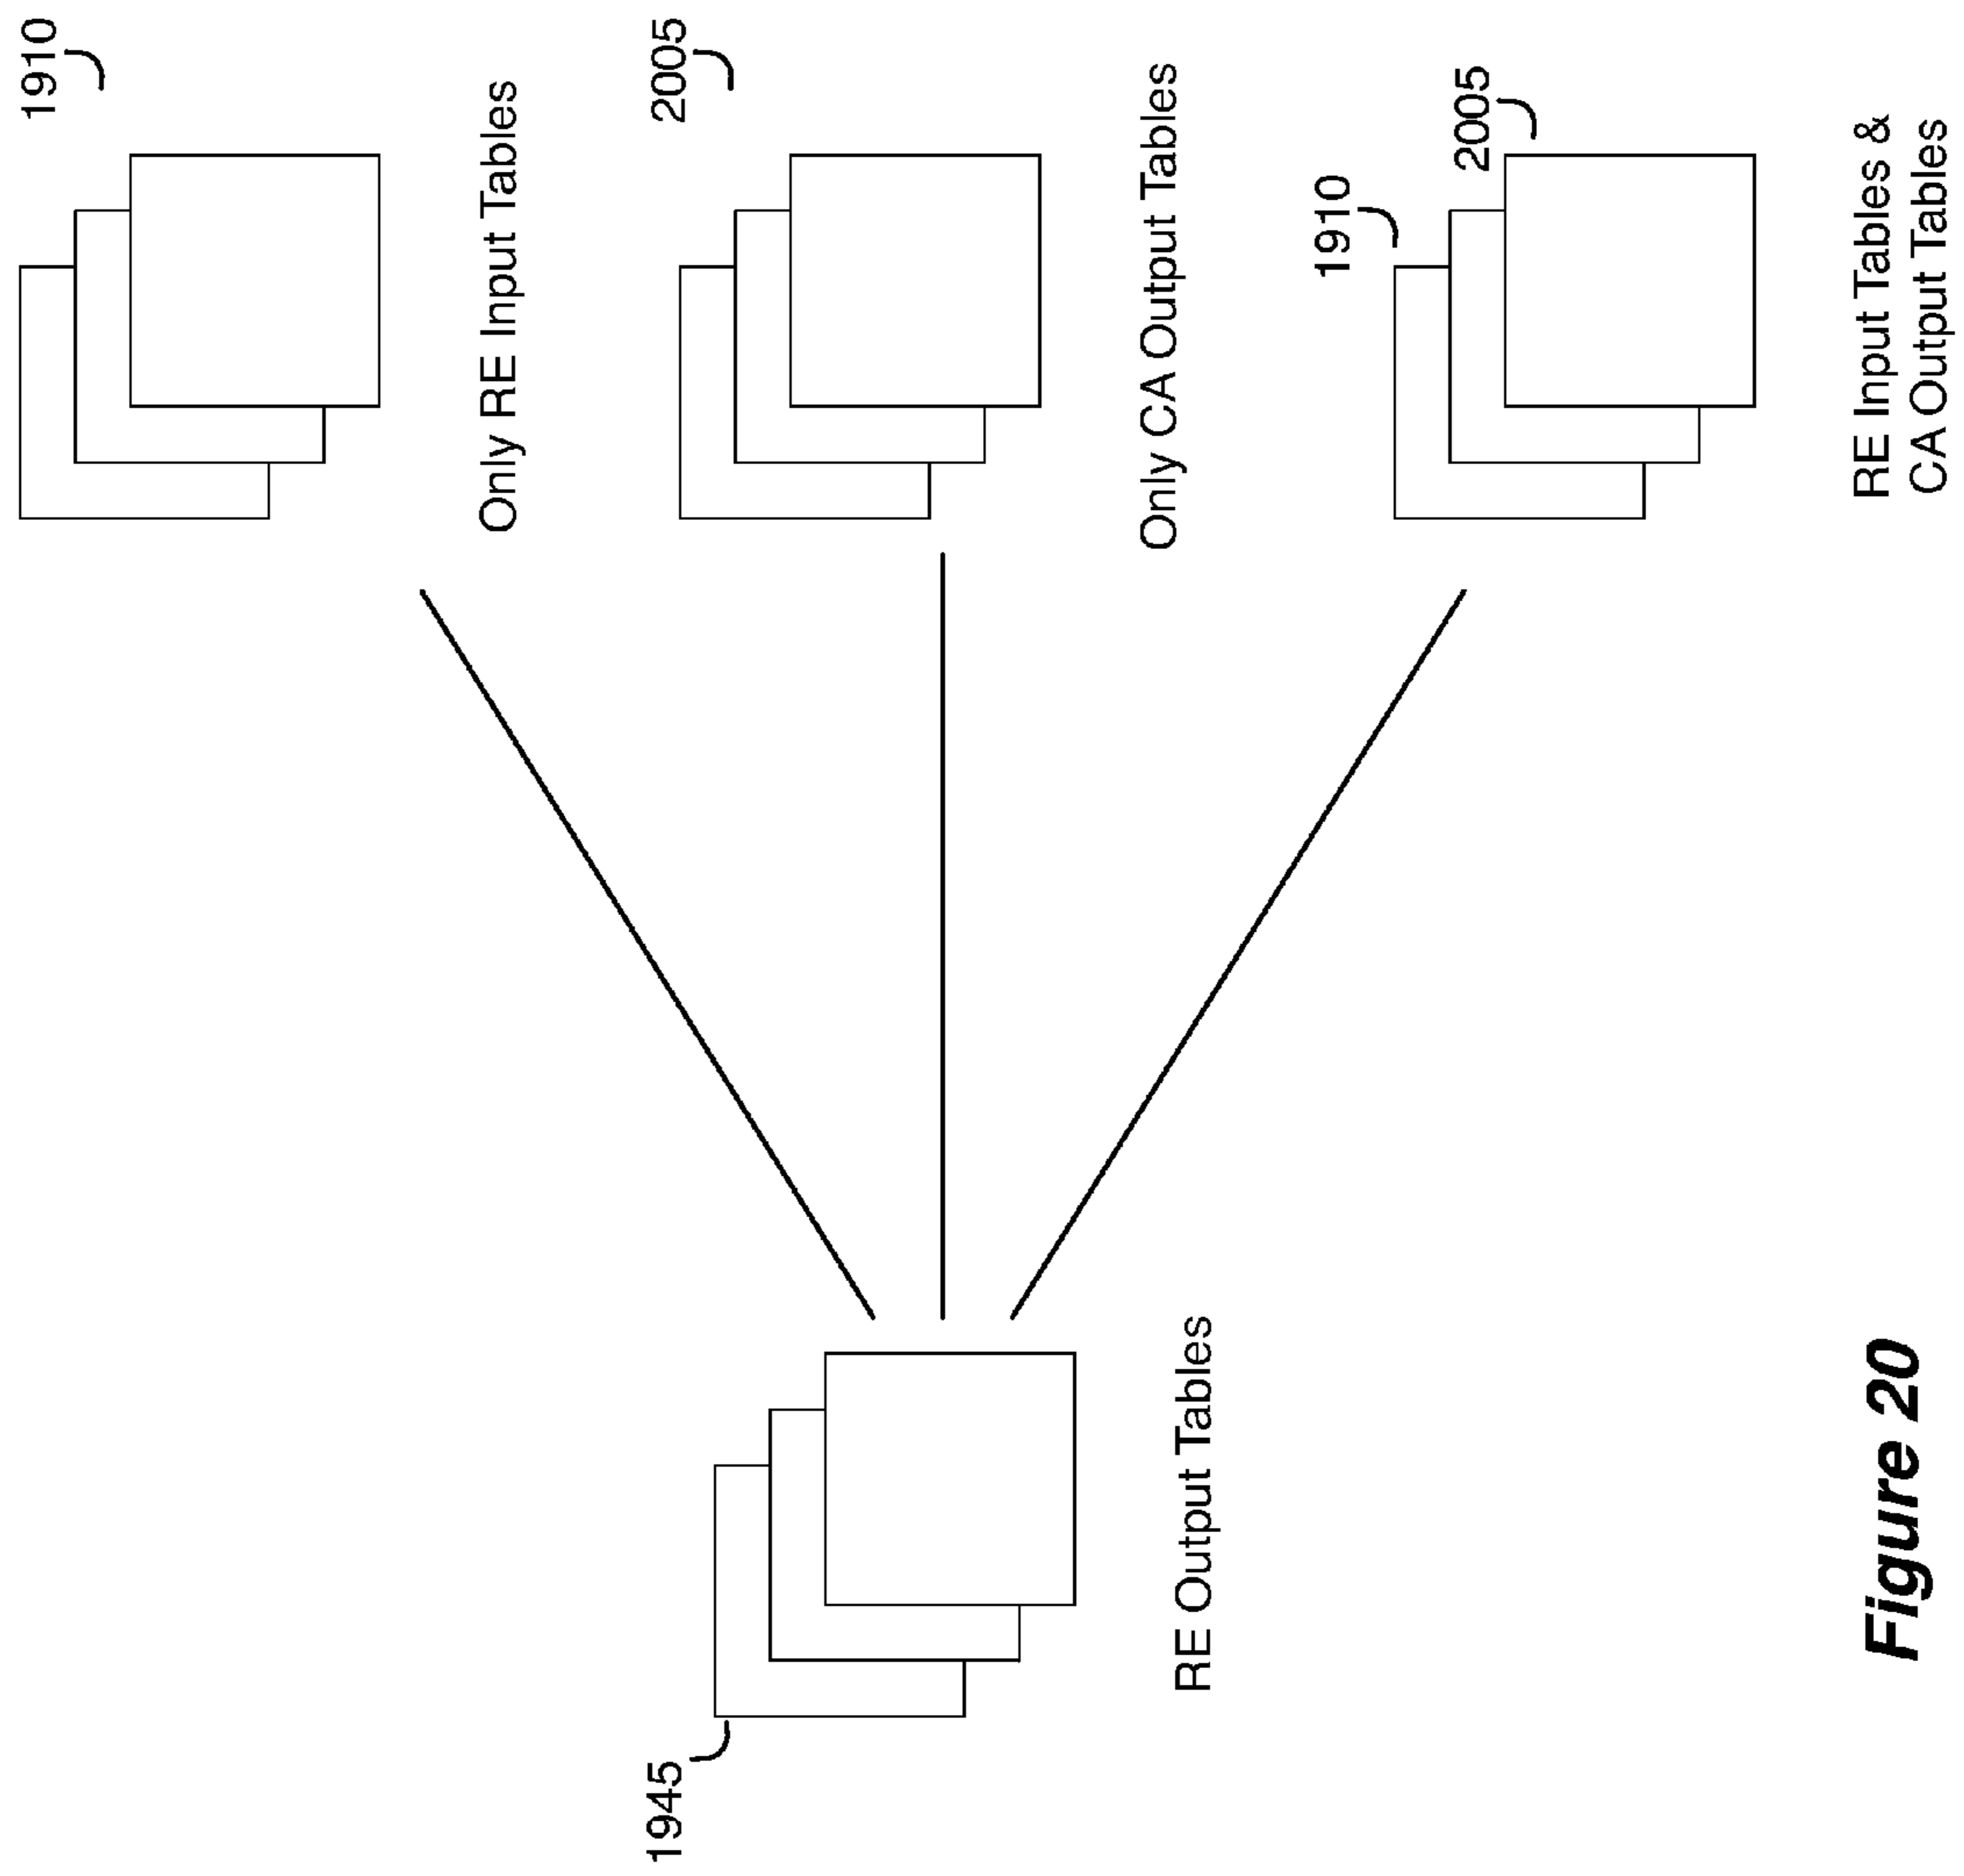 1910
Only RE Input Tables
2005
Only CA Output Tables
1910
2005
RE Input Tables &
CA Output Tables
1945
RE Output Tables
Figure 20